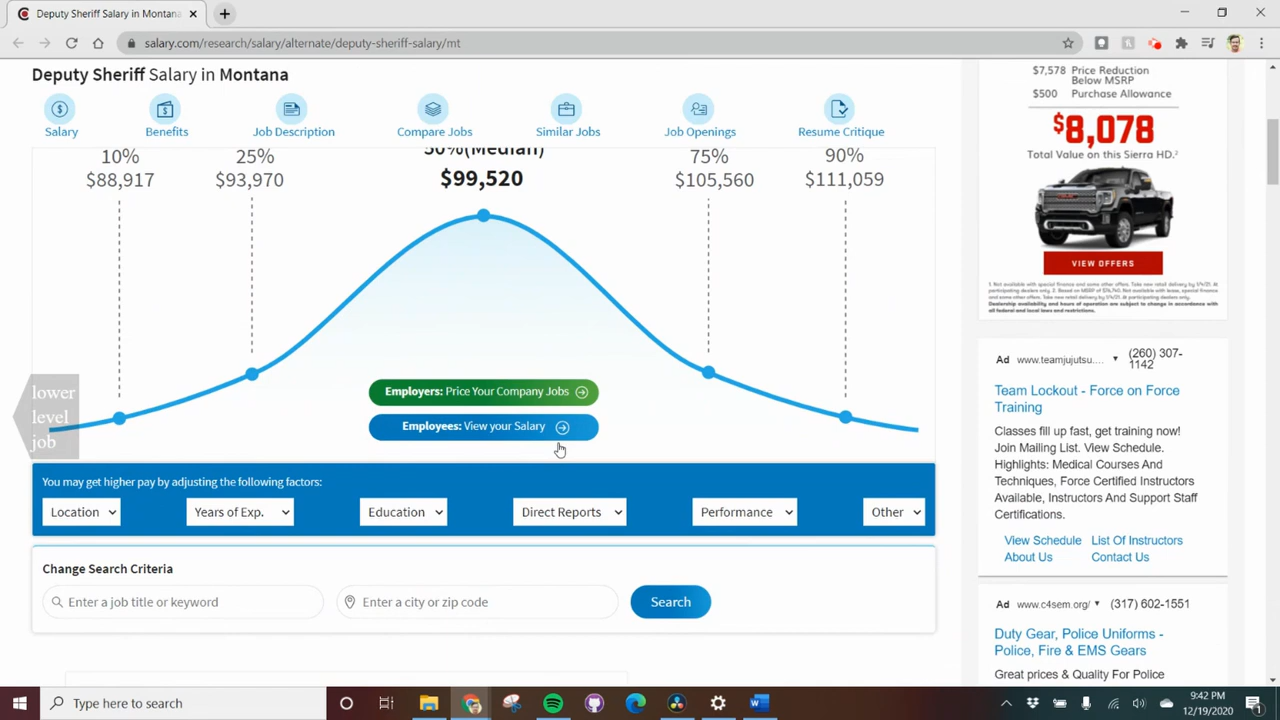 Deputy Sheriff Salary in Montana
salary.com/research/salary/alternate/deputy-sheriff-salary/mt
Deputy Sheriff Salary in Montana
Salary
Benefits
Job Description
Compare Jobs
Similar Jobs
Job Openings
Resume Critique
10%
$88,917
25%
$93,970
50%(Median)
$99,520
75%
$105,560
90%
$111,059
lower
level
job
Employers: Price Your Company Jobs
Employees: View your Salary
You may get higher pay by adjusting the following factors:
Location
Years of Exp.
Education
Direct Reports
Performance
Other
Change Search Criteria
Enter a job title or keyword
Enter a city or zip code
Search
$7,578 Price Reduction
Below MSRP
$500 Purchase Allowance
$8,078
Total Value on this Sierra HD.²
VIEW OFFERS
Ad www.teamjujutsu.... (260) 307-
1142
Team Lockout - Force on Force
Training
Classes fill up fast, get training now!
Join Mailing List. View Schedule.
Highlights: Medical Courses And
Techniques, Force Certified Instructors
Available, Instructors And Support Staff
Certifications.
View Schedule List Of Instructors
About Us Contact Us
Ad www.c4sem.org/ (317) 602-1551
Duty Gear, Police Uniforms -
Police, Fire & EMS Gears
Great prices & Quality For Police
Type here to search
9:42 PM
12/19/2020